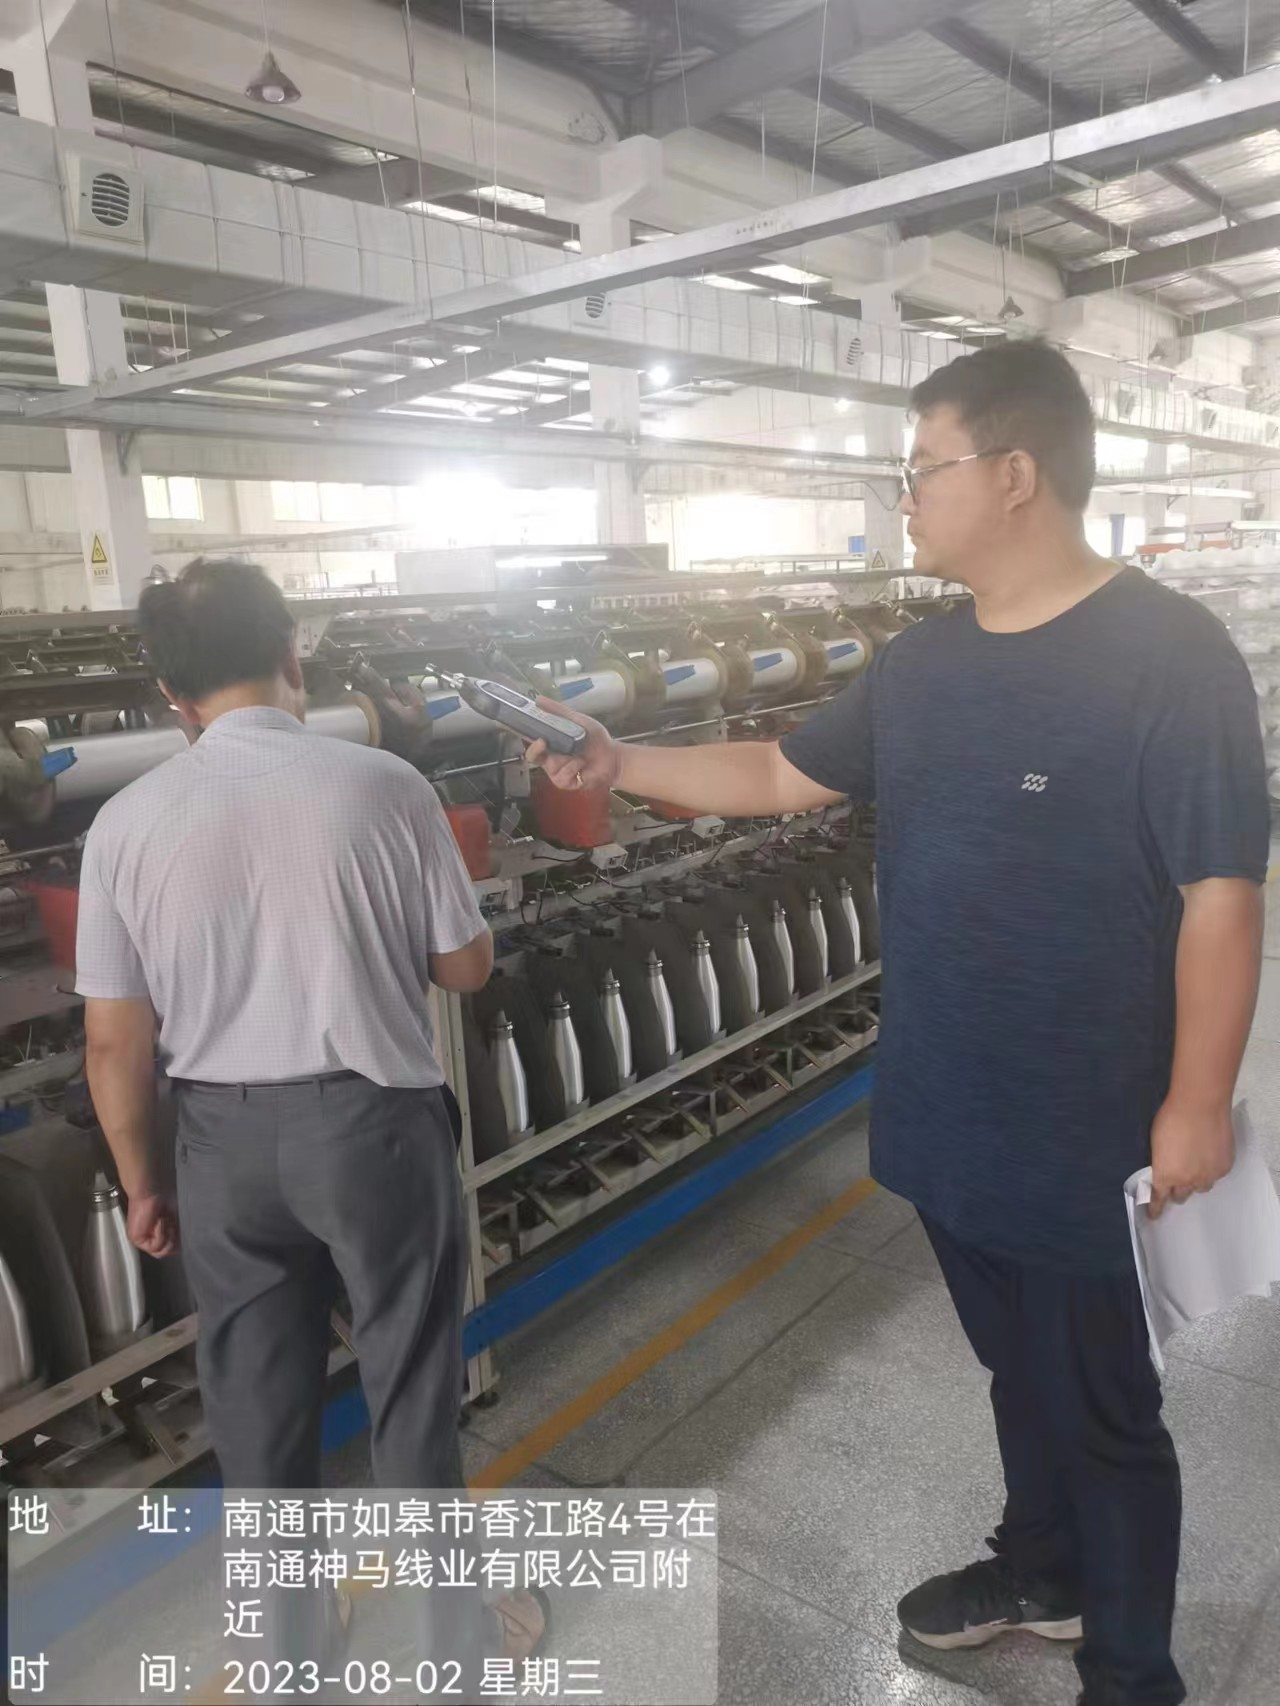 地 址: 南通市如皋市香江路4号在
南通神马线业有限公司附
近
时 间: 2023-08-02 星期三